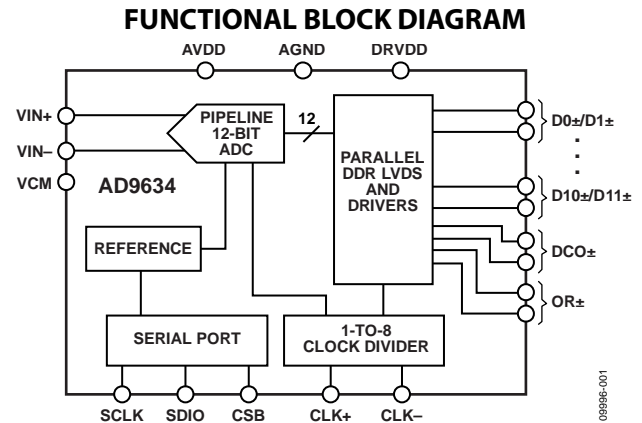 FUNCTIONAL BLOCK DIAGRAM
AVDD AGND DRVDD
VIN+
VIN–
VCM
AD9634
PIPELINE
12-BIT
ADC
12
PARALLEL
DDR LVDS
AND
DRIVERS
D0±/D1±
D10±/D11±
DCO±
OR±
REFERENCE
SERIAL PORT
1-TO-8
CLOCK DIVIDER
SCLK SDIO CSB CLK+ CLK–
09996-001